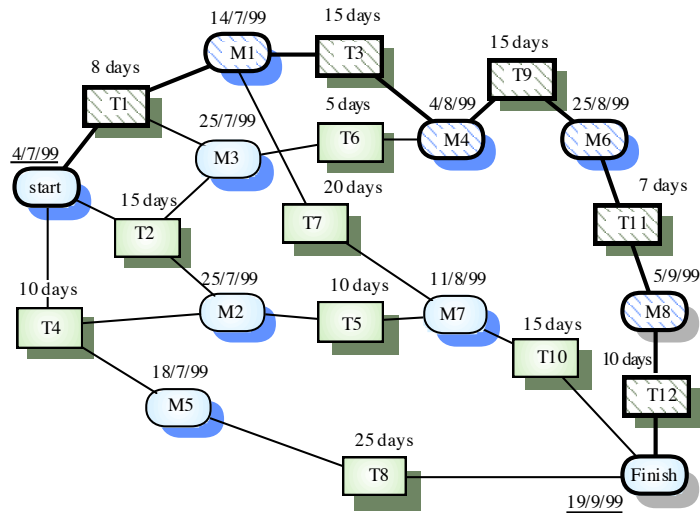 14/7/99
15 days
M1
T3
15 days
T9
8 days
T1
25/7/99
5 days
4/8/99
25/8/99
4/7/99
M3
T6
M4
M6
start
15 days
20 days
7 days
T2
T7
T11
25/7/99
11/8/99
5/9/99
10 days
M2
10 days
M7
M8
T4
T5
15 days
18/7/99
T10
10 days
M5
T12
25 days
T8
Finish
19/9/99